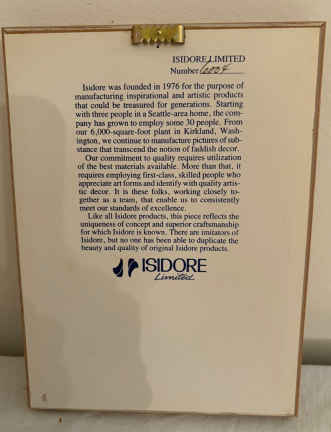 ISIDORE LIMITED
Number 6004
Isidore was founded in 1976 for the purpose of
manufacturing inspirational and artistic products
that could be treasured for generations. Starting
with three people in a Seattle-area home, the com-
pany has grown to employ some 30 people. From
our 6,000-square-foot plant in Kirkland, Wash-
ington, we continue to manufacture pictures of sub-
stance that transcend the notion of faddish decor.
Our commitment to quality requires utilization
of the best materials available. More than that, it
requires employing first-class, skilled people who
appreciate art forms and identify with quality artis-
tic decor. It is these folks, working closely to-
gether as a team, that enable us to consistently
meet our standards of excellence.
Like all Isidore products, this piece reflects the
uniqueness of concept and superior craftsmanship
for which Isidore is known. There are imitators of
Isidore, but no one has been able to duplicate the
beauty and quality of original Isidore products.
ISIDORE
Limited